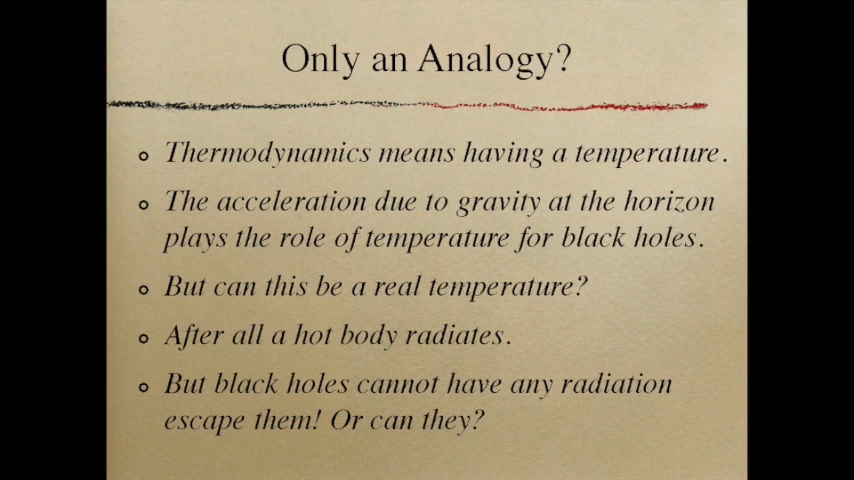 Only an Analogy?
Thermodynamics means having a temperature.
The acceleration due to gravity at the horizon
plays the role of temperature for black holes.
But can this be a real temperature?
After all a hot body radiates.
But black holes cannot have any radiation
escape them! Or can they?